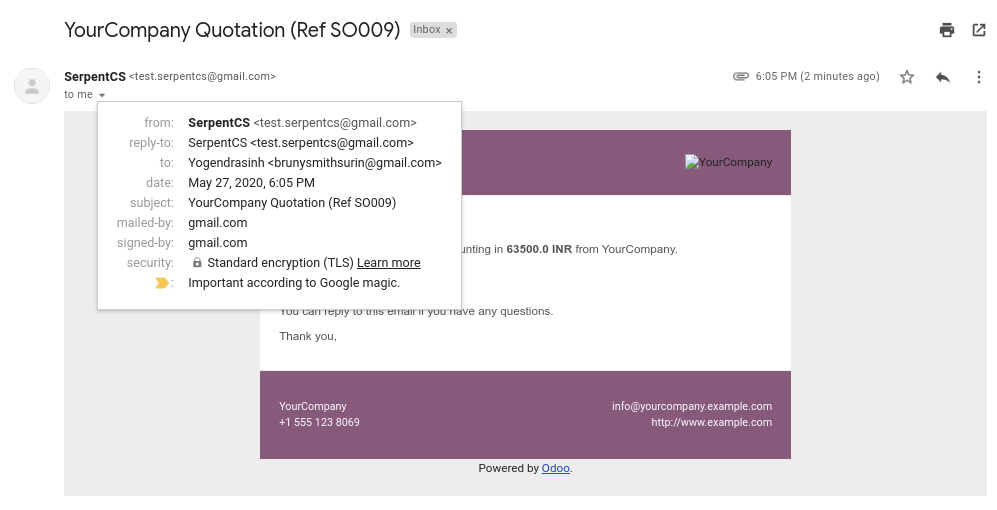 YourCompany Quotation (Ref SO009) Inbox x
SerpentCS <test.serpentcs@gmail.com> 6:05 PM (2 minutes ago)
to me
from: SerpentCS <test.serpentcs@gmail.com>
reply-to: SerpentCS <test.serpentcs@gmail.com>
to: Yogendrasinh <brunysmithsurin@gmail.com>
date: May 27, 2020, 6:05 PM
subject: YourCompany Quotation (Ref SO009)
mailed-by: gmail.com
signed-by: gmail.com
security: Standard encryption (TLS) Learn more
: Important according to Google magic.
YourCompany
unting in 63500.0 INR from YourCompany.
You can reply to this email if you have any questions.
Thank you,
YourCompany
+1 555 123 8069
info@yourcompany.example.com
http://www.example.com
Powered by Odoo.